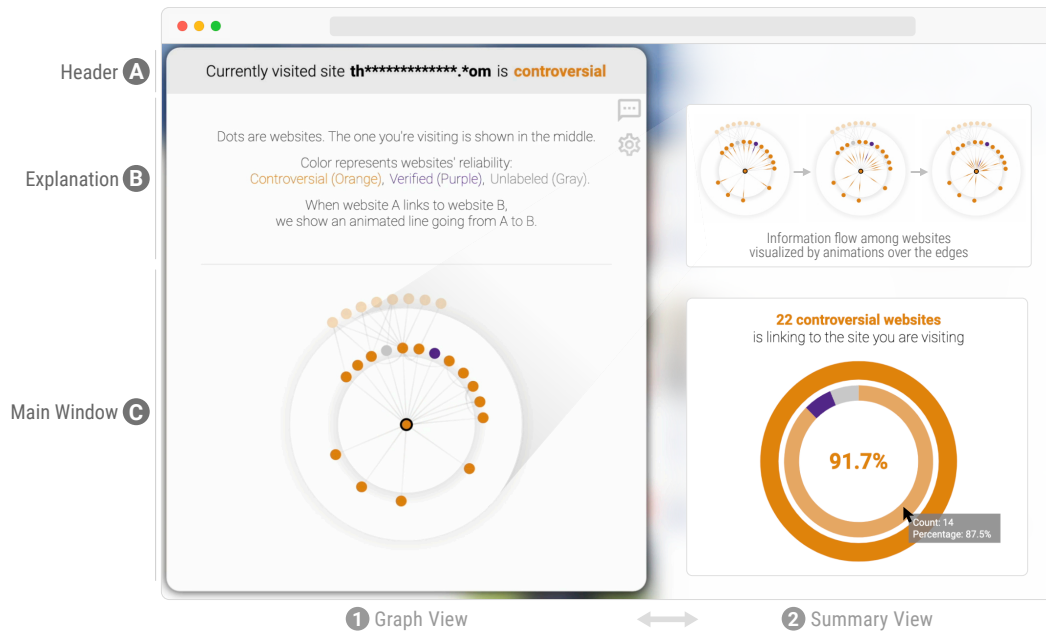 Header A
Currently visited site th*************.*om is controversial
Explanation B
Dots are websites. The one you're visiting is shown in the middle.
Color represents websites' reliability:
Controversial (Orange), Verified (Purple), Unlabeled (Gray).
When website A links to website B,
we show an animated line going from A to B.
Information flow among websites
visualized by animations over the edges
Main Window C
22 controversial websites
is linking to the site you are visiting
91.7%
Count: 14
Percentage: 87.5%
1 Graph View
2 Summary View